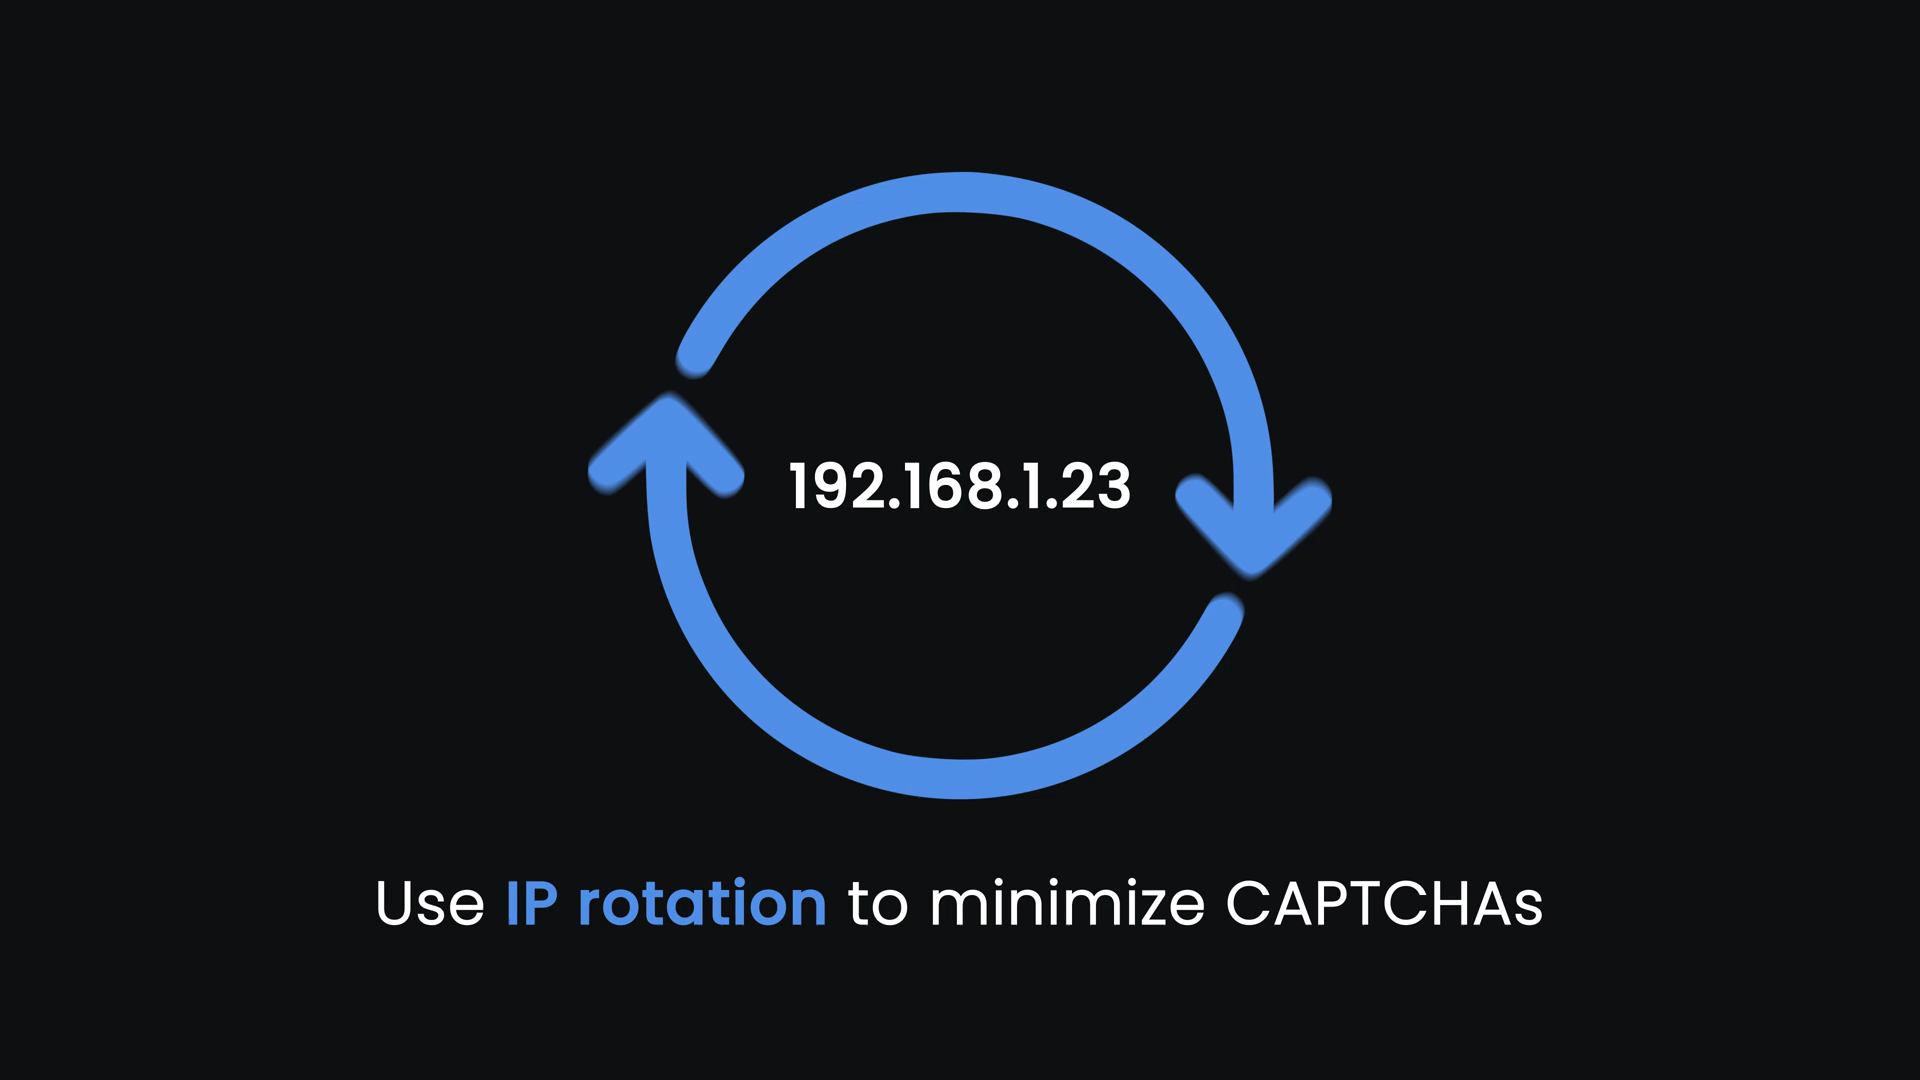 192.168.1.23
Use IP rotation to minimize CAPTCHAs